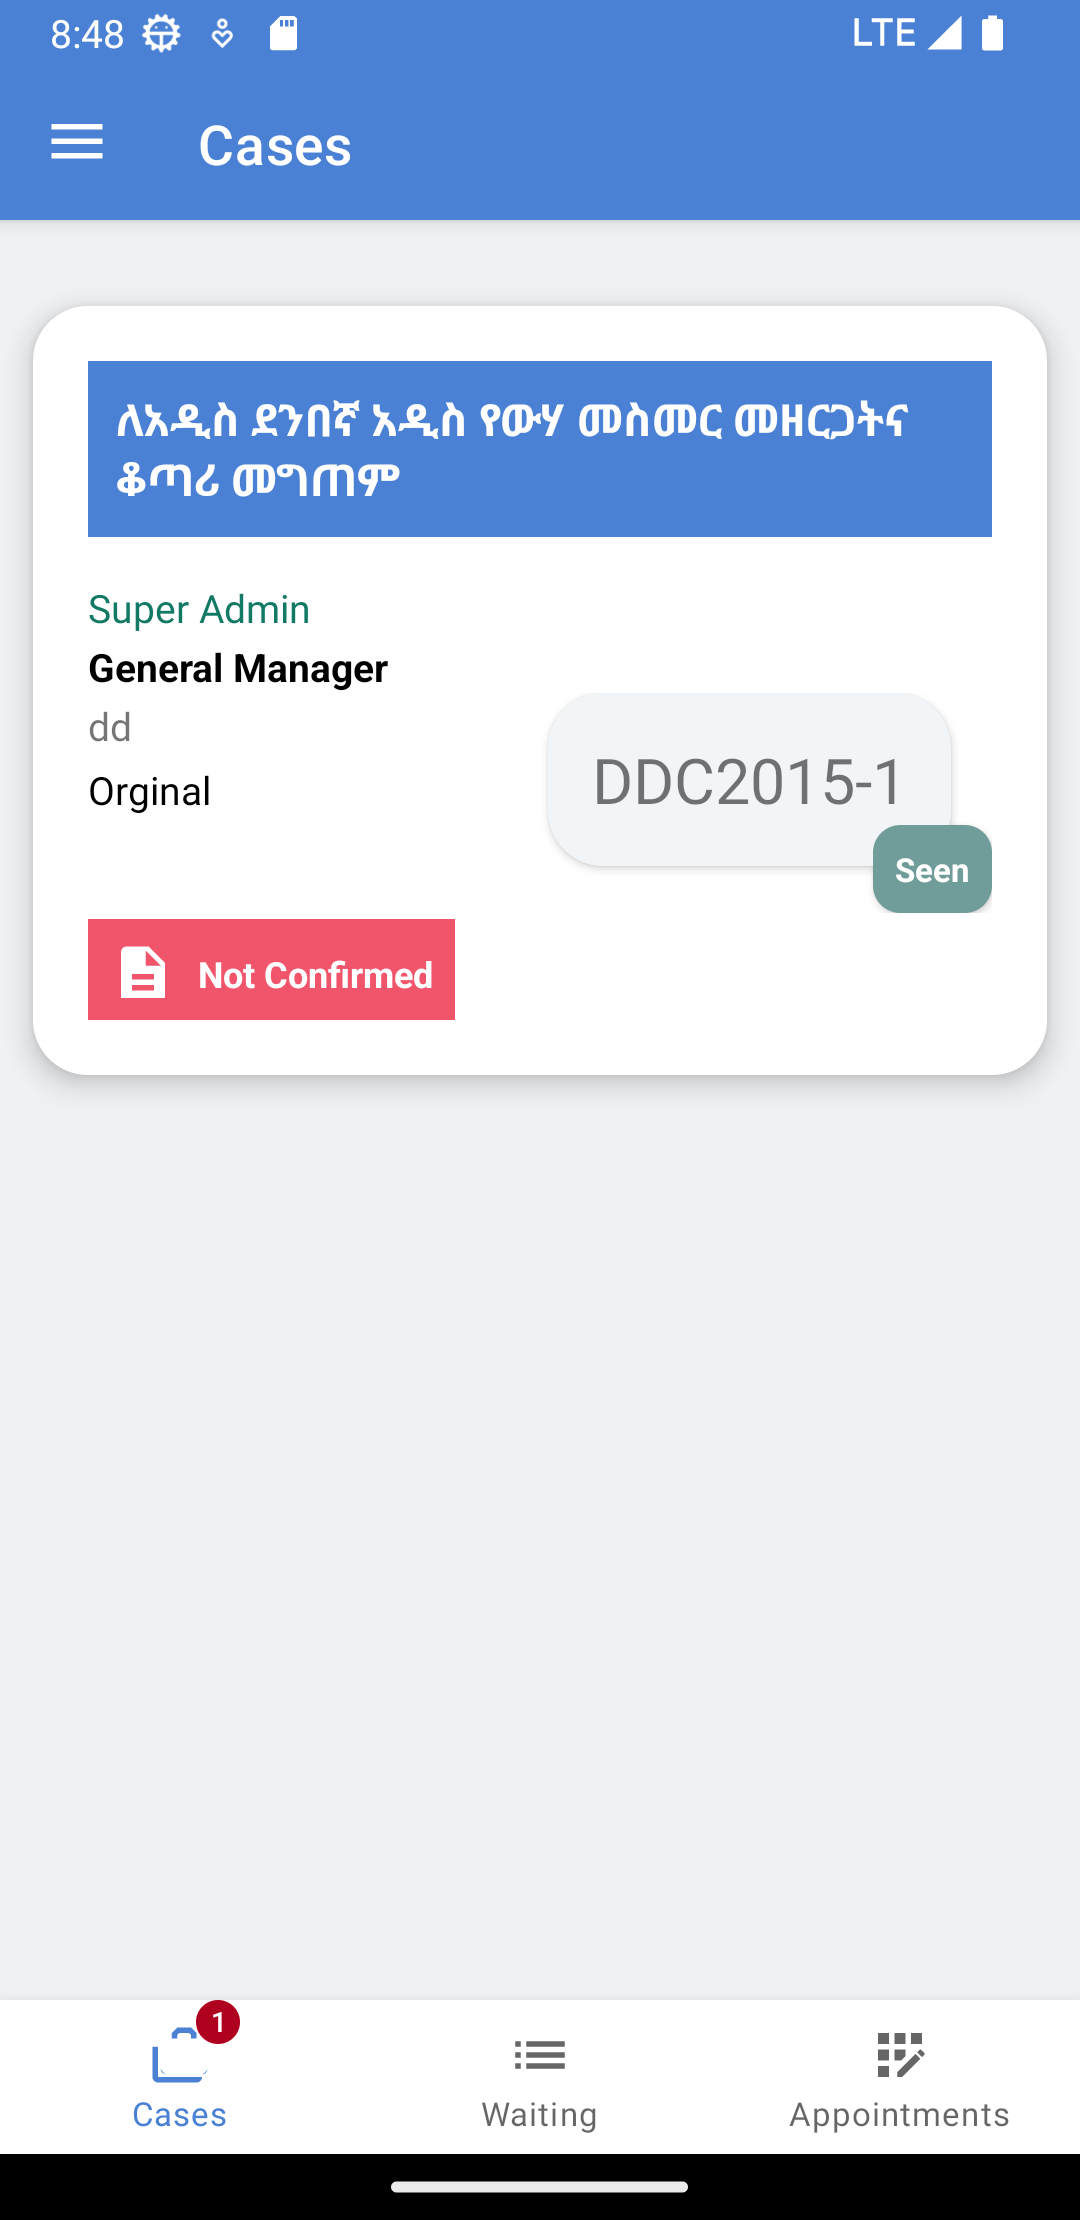 8:48
LTE
Cases
ለአዲስ ደንበኛ አዲስ የውሃ መስመር መዘርጋትና
ቆጣሪ መግጠም
Super Admin
General Manager
dd
Orginal
DDC2015-1
Seen
Not Confirmed
1
Cases
Waiting
Appointments